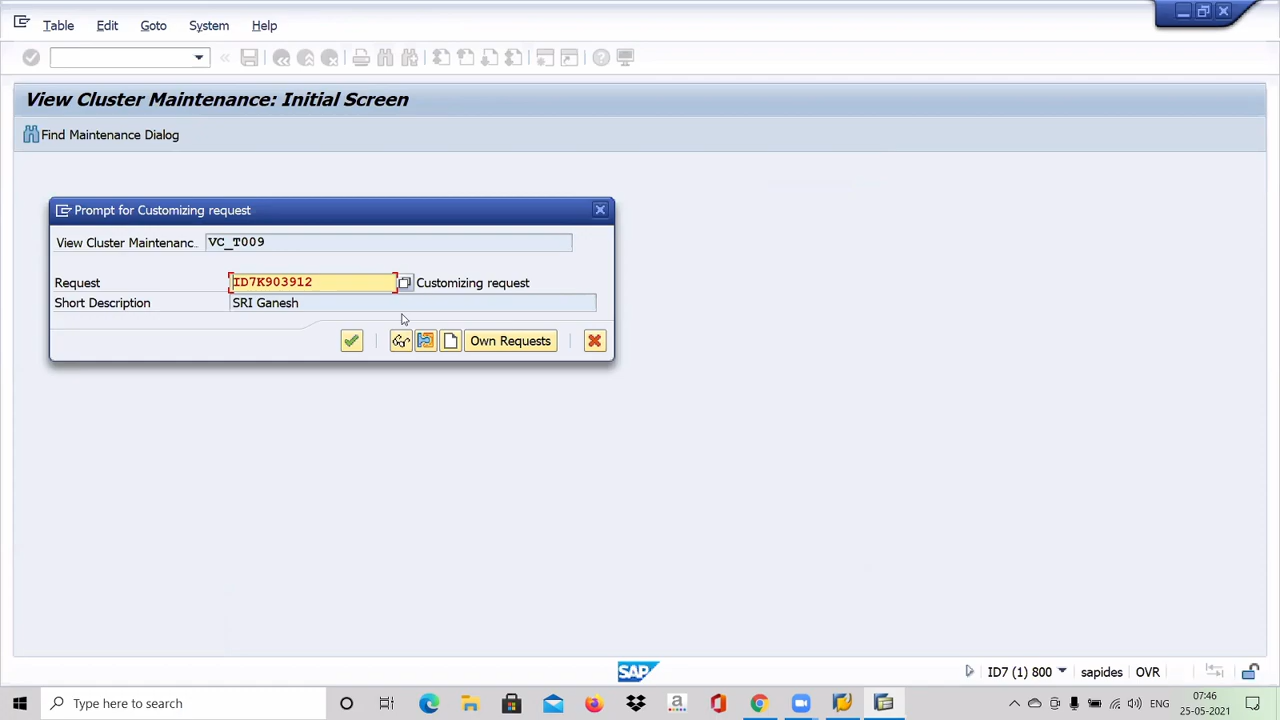 Table Edit Goto System Help
View Cluster Maintenance: Initial Screen
Find Maintenance Dialog
Prompt for Customizing request
View Cluster Maintenanc.. VC_T009
Request ID7K903912 Customizing request
Short Description SRI Ganesh
Own Requests
SAP
ID7 (1) 800 sapides OVR
Type here to search
a
ENG
07:46
25-05-2021